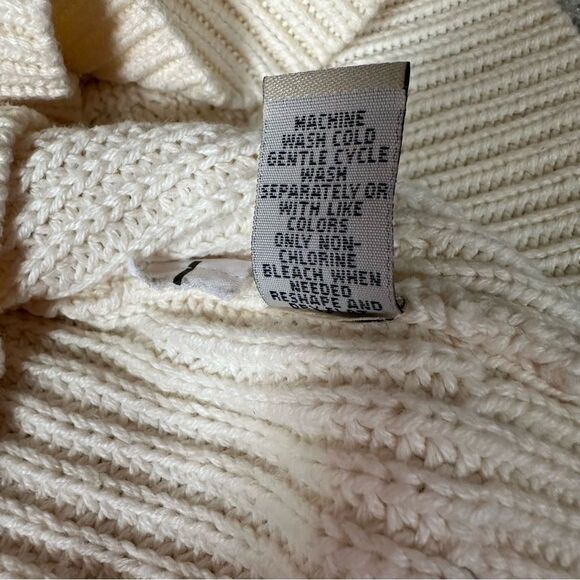 MACHINE
WASH COLD
GENTLE CYCLE
WASH
SEPARATELY OR
WITH LIKE
COLORS
ONLY NON-
CHLORINE
BLEACH WHEN
NEEDED
RESHAPE AND